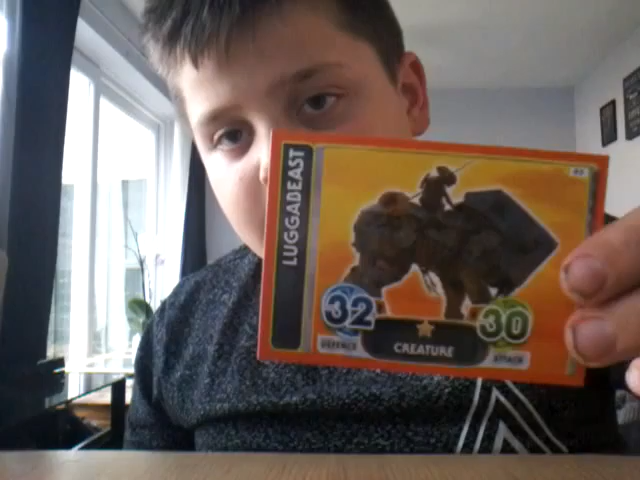 LUGGABEAST
32
DEFENCE
CREATURE
30
ATTACK